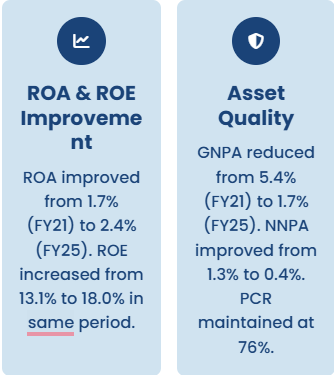 ROA & ROE
Improveme
nt
ROA improved
from 1.7%
(FY21) to 2.4%
(FY25). ROE
increased from
13.1% to 18.0% in
same period.
Asset
Quality
GNPA reduced
from 5.4%
(FY21) to 1.7%
(FY25). NNPA
improved from
1.3% to 0.4%.
PCR
maintained at
76%.